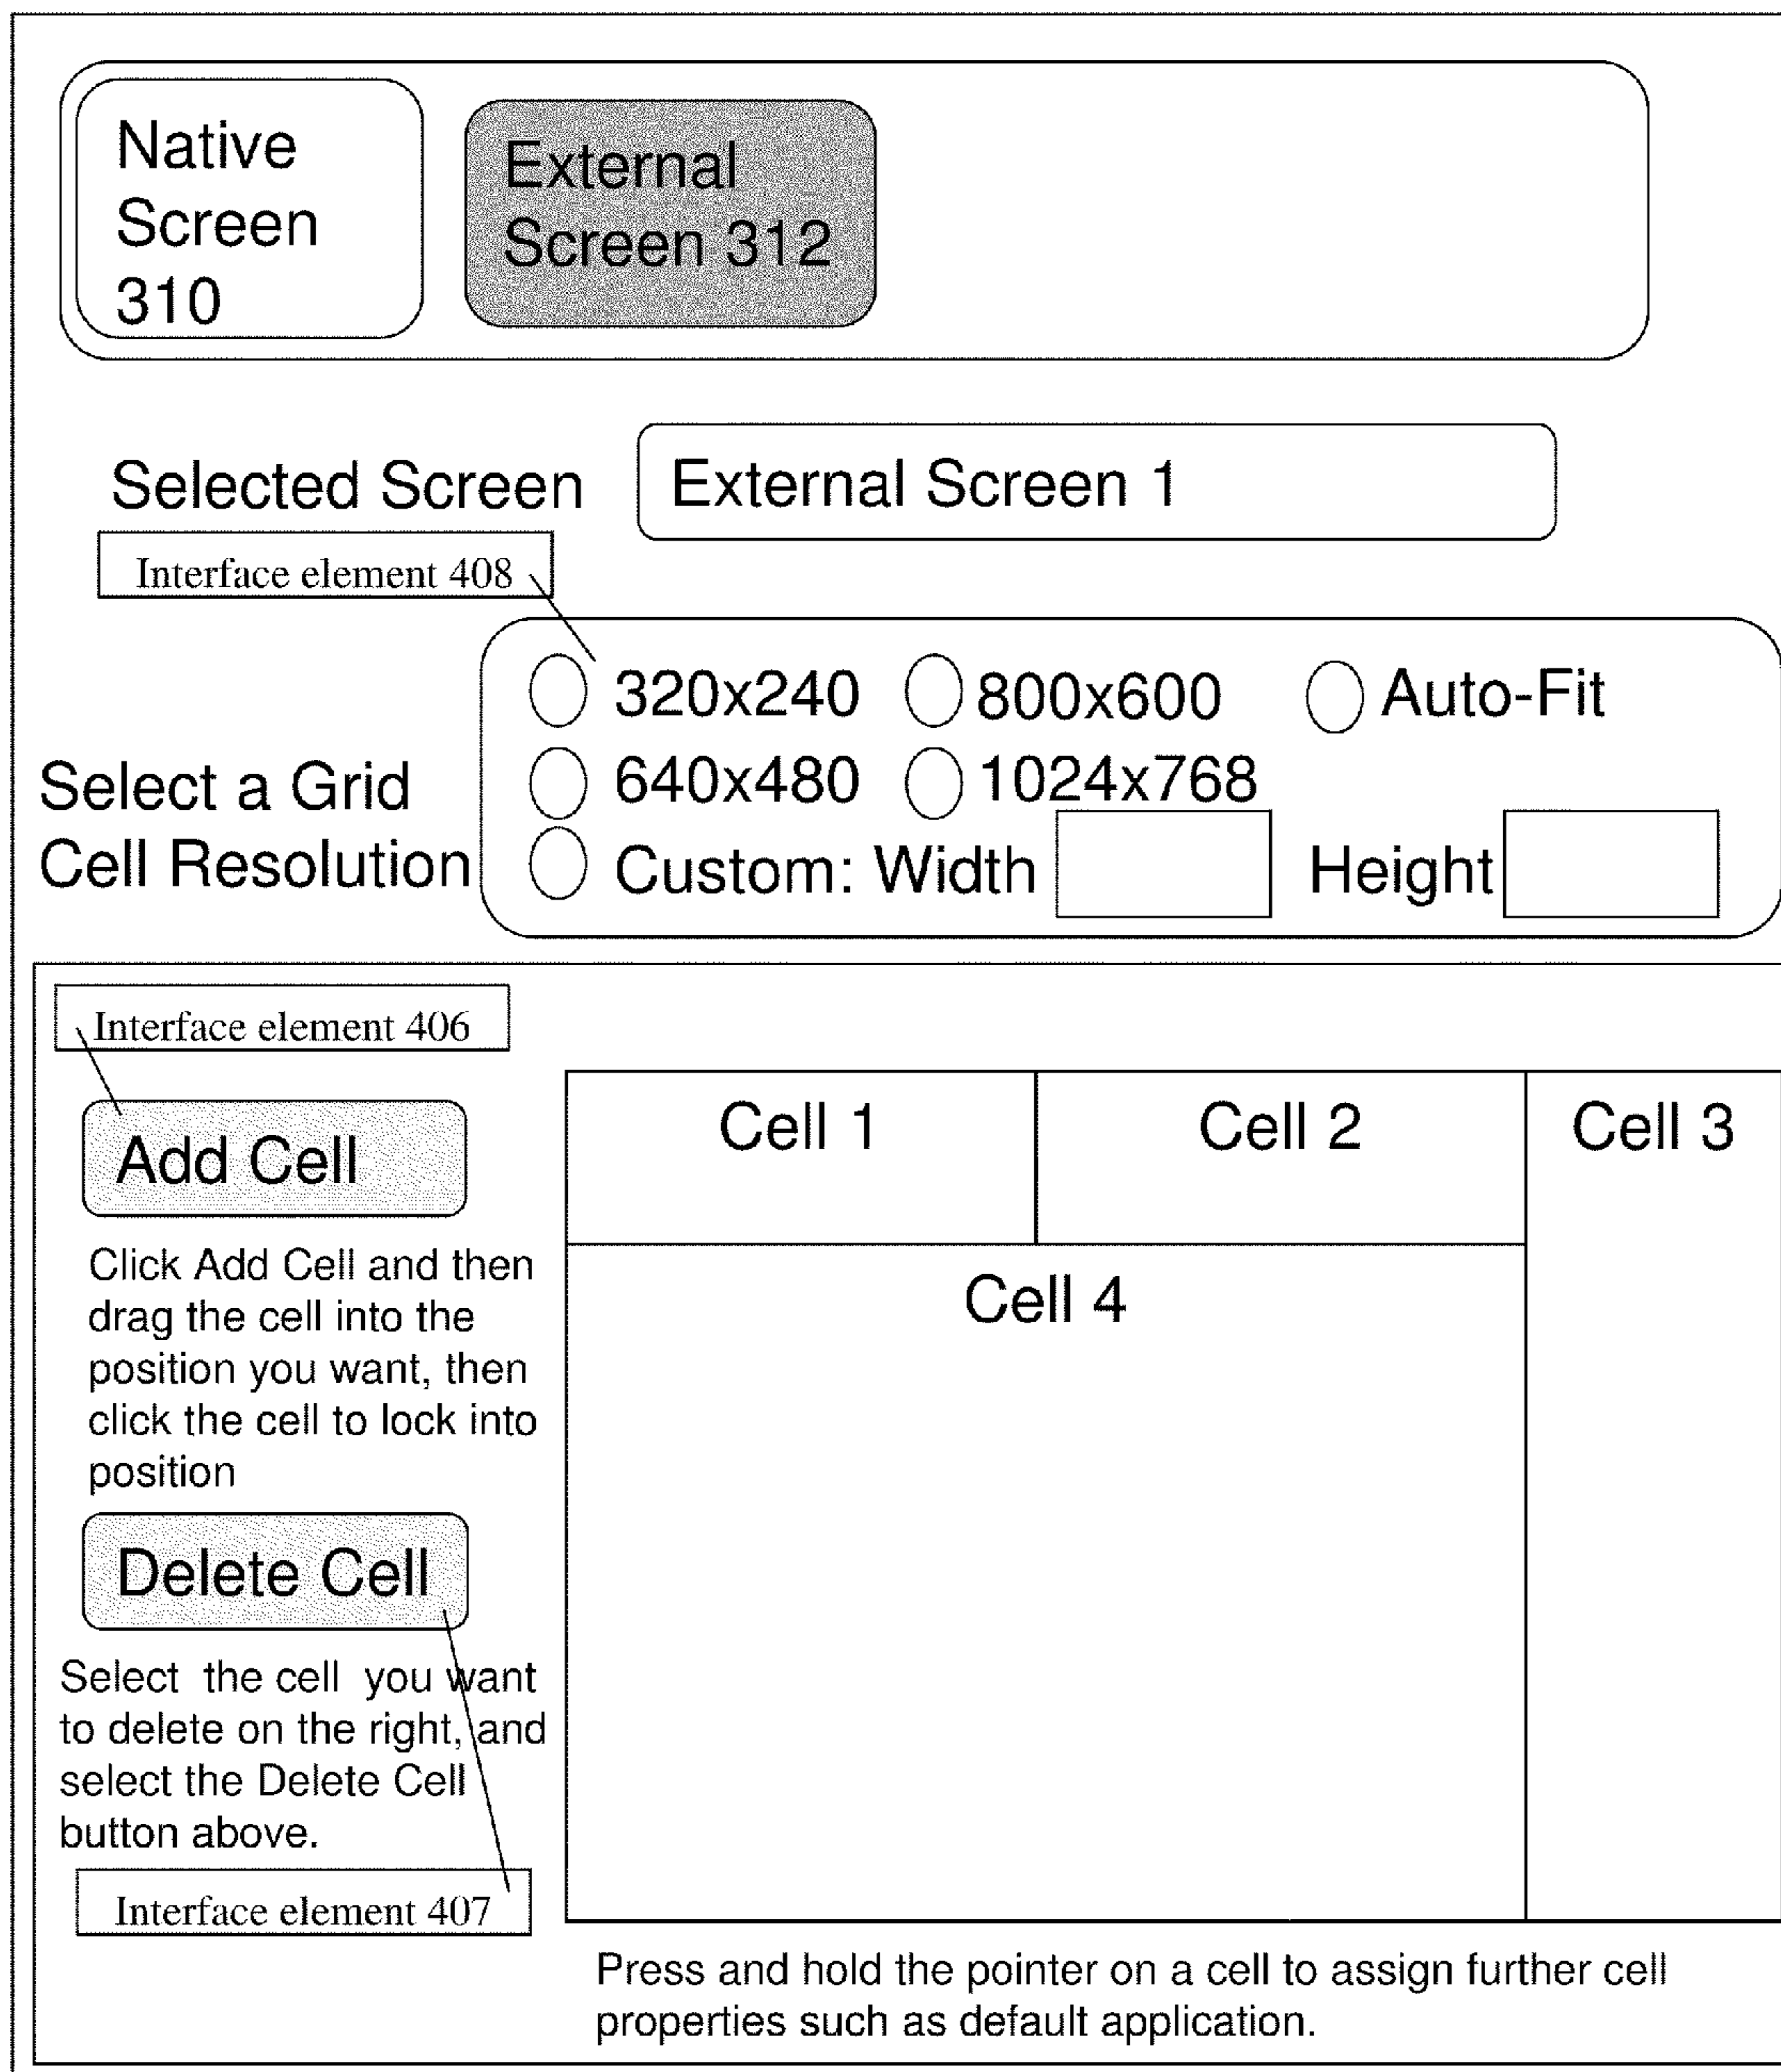 Native
Screen
310
External
Screen 312
Selected Screen
External Screen 1
Interface element 408
320x240
800x600
Auto-Fit
Select a Grid
Cell Resolution
640x480
1024x768
Custom: Width
Height
Interface element 406
Add Cell
Click Add Cell and then
drag the cell into the
position you want, then
click the cell to lock into
position
Delete Cell
Select the cell you want
to delete on the right, and
select the Delete Cell
button above.
Interface element 407
Cell 1
Cell 2
Cell 3
Cell 4
Press and hold the pointer on a cell to assign further cell
properties such as default application.